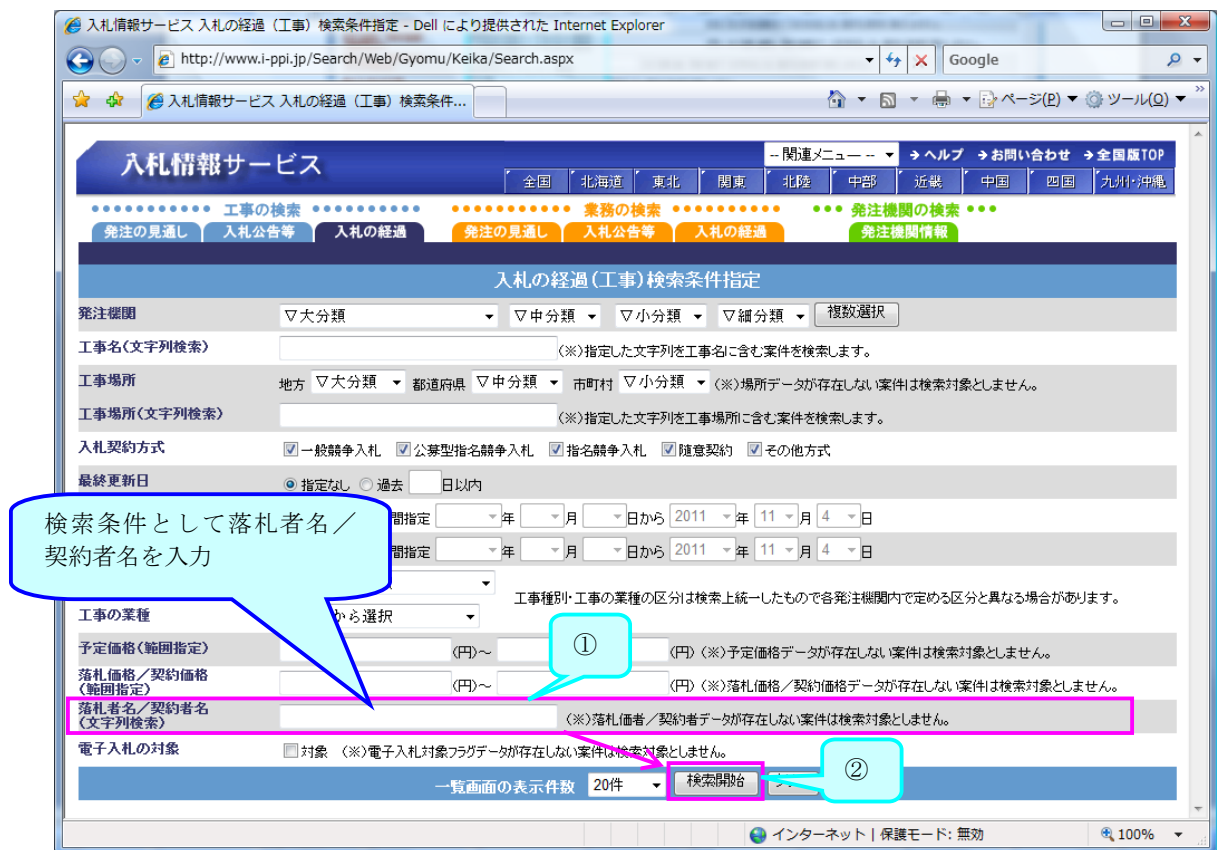 入札情報サービス 入札の経過（工事）検索条件指定 - Dell により提供された Internet Explorer
http://www.i-ppi.jp/Search/Web/Gyomu/Keika/Search.aspx
Google
入札情報サービス 入札の経過（工事）検索条件...
ページ(P) ツール(O)
入札情報サービス
-- 関連メニュー -- → ヘルプ → お問い合わせ → 全国版TOP
全国 北海道 東北 関東 北陸 中部 近畿 中国 四国 九州・沖縄
工事の検索 業務の検索 発注機関の検索
発注の見通し 入札公告等 入札の経過 発注の見通し 入札公告等 入札の経過 発注機関情報
入札の経過（工事）検索条件指定
発注機関 ▽大分類 ▽中分類 ▽小分類 ▽細分類 複数選択
工事名（文字列検索） （※）指定した文字列を工事名に含む案件を検索します。
工事場所 地方 ▽大分類 都道府県 ▽中分類 市町村 ▽小分類 （※）場所データが存在しない案件は検索対象としません。
工事場所（文字列検索） （※）指定した文字列を工事場所に含む案件を検索します。
入札契約方式 一般競争入札 公募型指名競争入札 指名競争入札 随意契約 その他方式
最終更新日 指定なし 過去 日以内
検索条件として落札者名／
契約者名を入力
間指定 年 月 日から 2011 年 11 月 4 日
間指定 年 月 日から 2011 年 11 月 4 日
工事種別・工事の業種の区分は検索上統一したもので各発注機関内で定める区分と異なる場合があります。
工事の業種 から選択
予定価格（範囲指定） （円）～ （円） （※）予定価格データが存在しない案件は検索対象としません。
①
落札価格／契約価格
（範囲指定） （円）～ （円） （※）落札価格／契約価格データが存在しない案件は検索対象としません。
落札者名／契約者名
（文字列検索） （※）落札価者／契約者データが存在しない案件は検索対象としません。
電子入札の対象 対象 （※）電子入札対象フラグデータが存在しない案件は検索対象としません。
②
一覧画面の表示件数 20件 検索開始
インターネット | 保護モード: 無効 100%